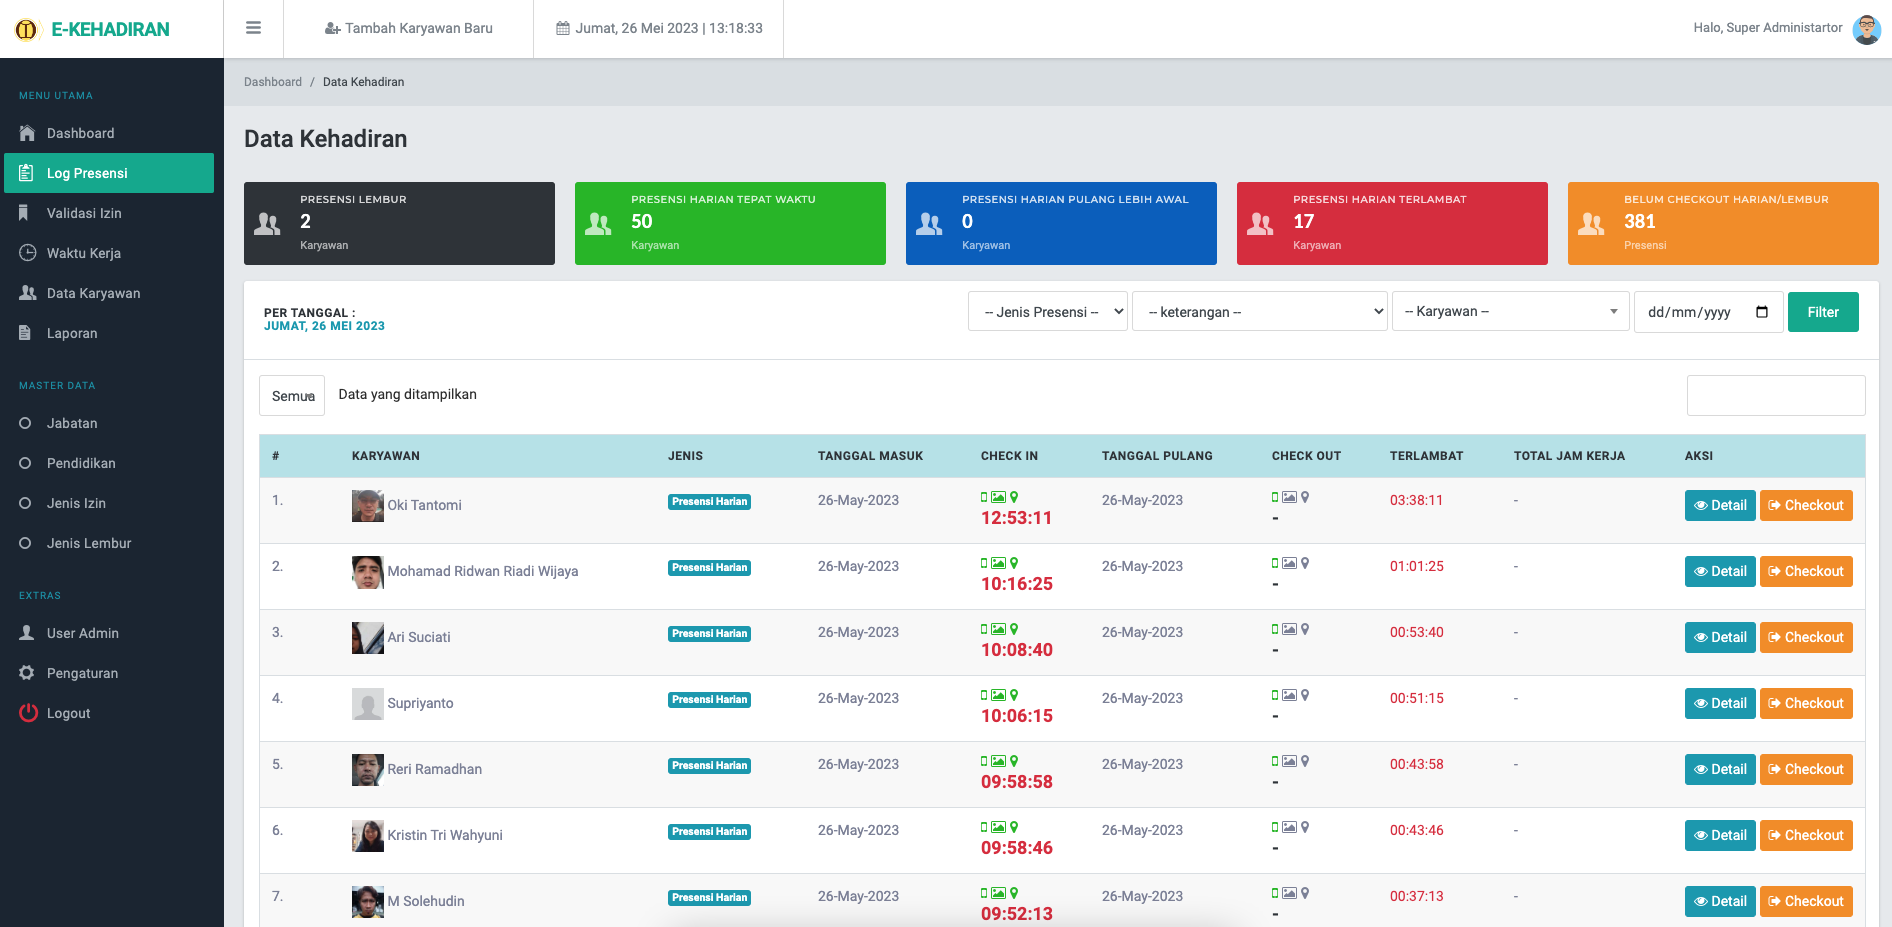 E-KEHADIRAN
Tambah Karyawan Baru
Jumat, 26 Mei 2023 | 13:18:33
Halo, Super Administartor
MENU UTAMA
Dashboard
Log Presensi
Validasi Izin
Waktu Kerja
Data Karyawan
Laporan
MASTER DATA
Jabatan
Pendidikan
Jenis Izin
Jenis Lembur
EXTRAS
User Admin
Pengaturan
Logout
Dashboard / Data Kehadiran
Data Kehadiran
PRESENSI LEMBUR
2
Karyawan
PRESENSI HARIAN TEPAT WAKTU
50
Karyawan
PRESENSI HARIAN PULANG LEBIH AWAL
0
Karyawan
PRESENSI HARIAN TERLAMBAT
17
Karyawan
BELUM CHECKOUT HARIAN/LEMBUR
381
Presensi
PER TANGGAL :
JUMAT, 26 MEI 2023
-- Jenis Presensi --
-- keterangan --
-- Karyawan --
dd/mm/yyyy
Filter
Semua Data yang ditampilkan
# KARYAWAN JENIS TANGGAL MASUK CHECK IN TANGGAL PULANG CHECK OUT TERLAMBAT TOTAL JAM KERJA AKSI
1. Oki Tantomi Presensi Harian 26-May-2023 12:53:11 26-May-2023 - 03:38:11 - Detail Checkout
2. Mohamad Ridwan Riadi Wijaya Presensi Harian 26-May-2023 10:16:25 26-May-2023 - 01:01:25 - Detail Checkout
3. Ari Suciati Presensi Harian 26-May-2023 10:08:40 26-May-2023 - 00:53:40 - Detail Checkout
4. Supriyanto Presensi Harian 26-May-2023 10:06:15 26-May-2023 - 00:51:15 - Detail Checkout
5. Reri Ramadhan Presensi Harian 26-May-2023 09:58:58 26-May-2023 - 00:43:58 - Detail Checkout
6. Kristin Tri Wahyuni Presensi Harian 26-May-2023 09:58:46 26-May-2023 - 00:43:46 - Detail Checkout
7. M Solehudin Presensi Harian 26-May-2023 09:52:13 26-May-2023 - 00:37:13 - Detail Checkout